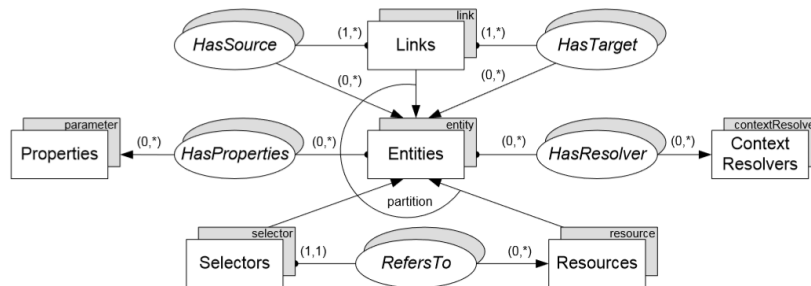 link
HasSource
(1,*)
Links
(1,*)
HasTarget
(0,*)
(0,*)
parameter
entity
contextResolve
Properties
(0,*)
HasProperties
(0,*)
Entities
(0,*)
HasResolver
(0,*)
Context
Resolvers
partition
selector
resource
Selectors
(1,1)
RefersTo
(0,*)
Resources